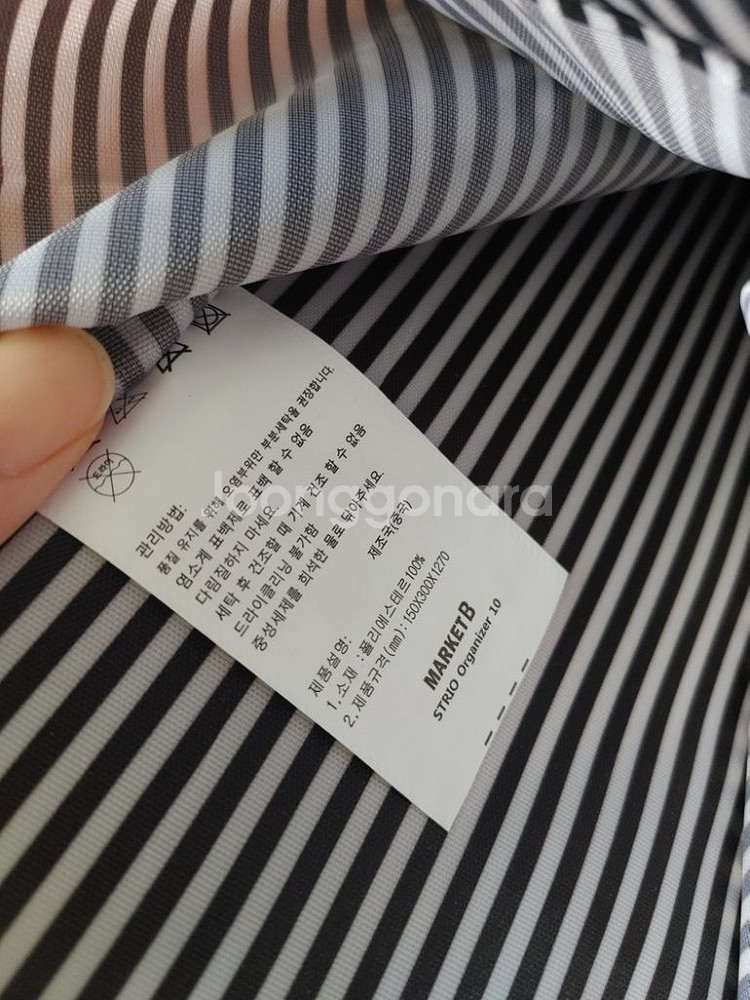 드라이
관리방법:
품질 유지를 위해 오염부위만 부분세탁을 권장합니다.
염소계 표백제로 표백 할 수 없음
다림질하지 마세요.
세탁 후 건조할 때 기계 건조 할 수 없음
드라이클리닝 불가함
중성세제를 희석한 물로 닦아주세요.
제조국(중국)
제품설명:
1. 소재 : 폴리에스테르100%
2. 제품규격(mm):150X300X1270
MARKET B
STRIO Organizer 10
joonggonara